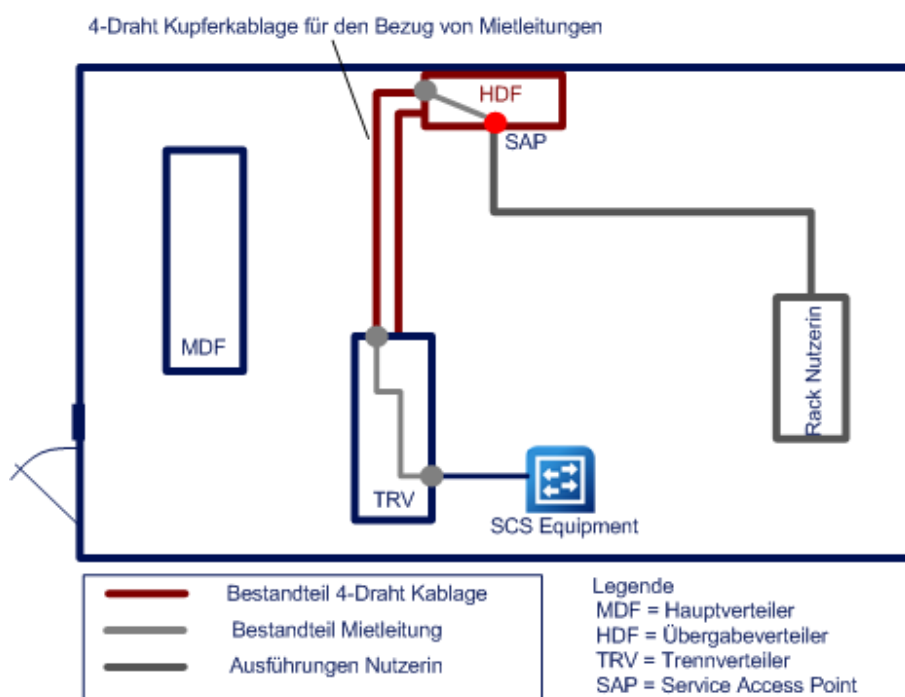 4-Draht Kupferkablage für den Bezug von Mietleitungen
HDF
SAP
MDF
Rack Nutzerin
TRV
SCS Equipment
Bestandteil 4-Draht Kablage
Bestandteil Mietleitung
Ausführungen Nutzerin
Legende
MDF = Hauptverteiler
HDF = Übergabeverteiler
TRV = Trennverteiler
SAP = Service Access Point